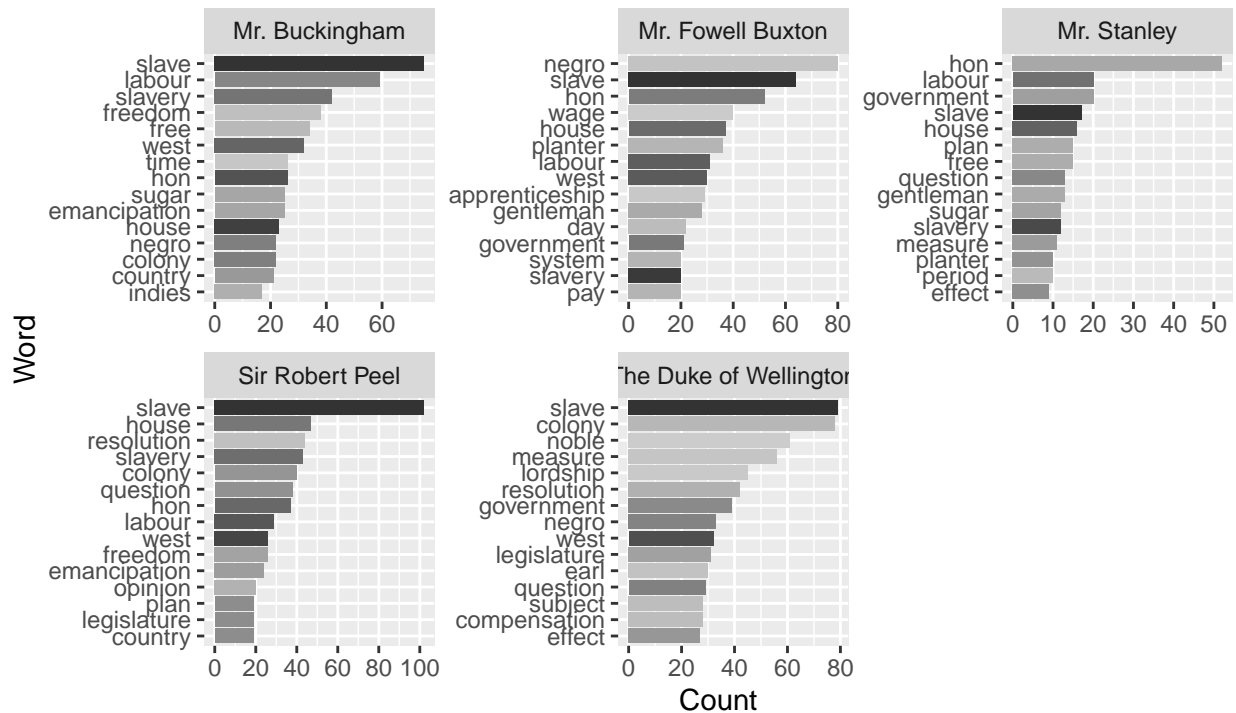 Mr. Buckingham
slave
labour
slavery
freedom
free
west
time
hon
sugar
emancipation
house
negro
colony
country
indies
0 20 40 60
Mr. Fowell Buxton
negro
slave
hon
wage
house
planter
labour
west
apprenticeship
gentleman
day
government
system
slavery
pay
0 20 40 60 80
Mr. Stanley
hon
labour
government
slave
house
plan
free
question
gentleman
sugar
slavery
measure
planter
period
effect
0 10 20 30 40 50
Word
Sir Robert Peel
slave
house
resolution
slavery
colony
question
hon
labour
west
freedom
emancipation
opinion
plan
legislature
country
0 20 40 60 80 100
The Duke of Wellington
slave
colony
noble
measure
lordship
resolution
government
negro
west
legislature
earl
question
subject
compensation
effect
0 20 40 60 80
Count